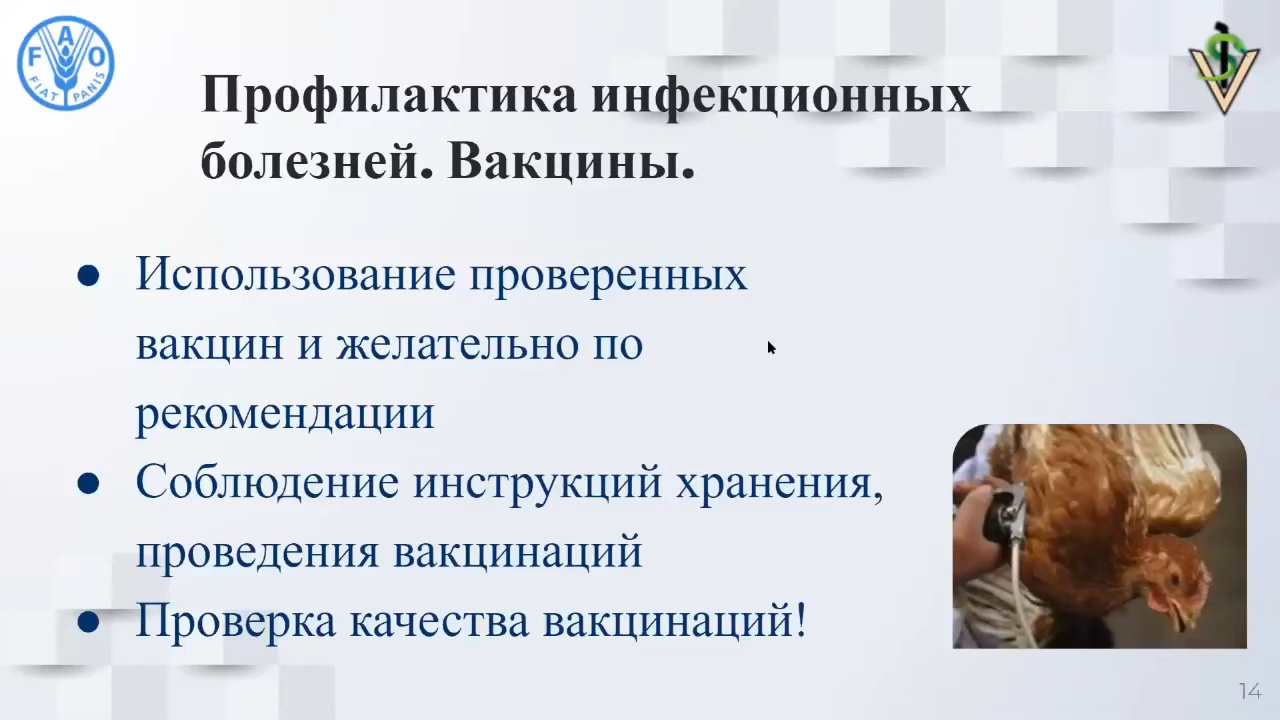 FAO
FIAT PANIS
Профилактика инфекционных
болезней. Вакцины.
● Использование проверенных
вакцин и желательно по
рекомендации
● Соблюдение инструкций хранения,
проведения вакцинаций
● Проверка качества вакцинаций!
14